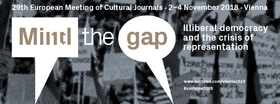 29th European Meeting of Cultural Journals · 2–4 November 2018 · Vienna
Mind the gap
Illiberal democracy
and the crisis of
representation